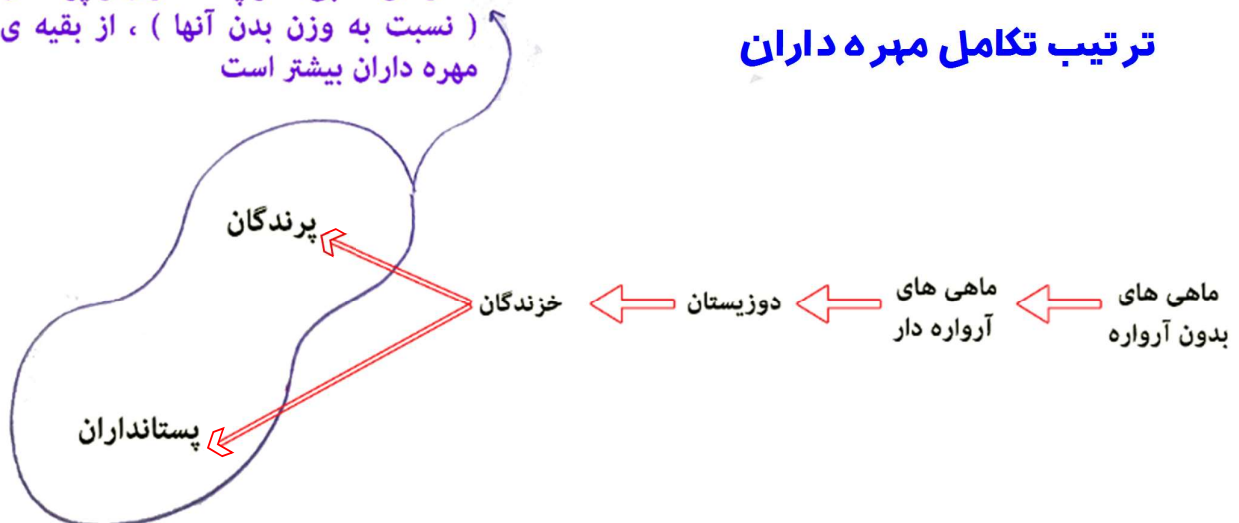 ( نسبت به وزن بدن آنها ) ، از بقیه ی
مهره داران بیشتر است
ترتیب تکامل مهره داران
ماهی های
بدون آرواره
ماهی های
آرواره دار
دوزیستان
خزندگان
پرندگان
پستانداران